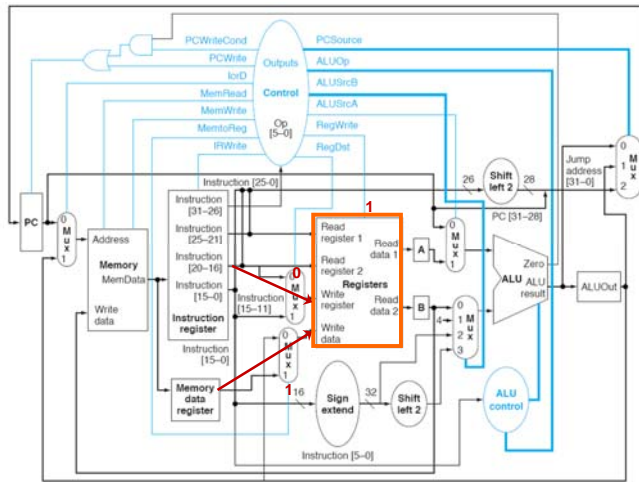 PCWriteCond
PCWrite
IorD
MemRead
MemWrite
MemtoReg
IRWrite
Outputs
Control
Op
[5–0]
PCSource
ALUOp
ALUSrcB
ALUSrcA
RegWrite
RegDst
Instruction [25–0]
26
Shift
left 2
28
Jump
address
[31–0]
0
1
2
M
u
x
PC [31–28]
PC
0
M
u
x
1
Address
Memory
MemData
Write
data
Instruction
[31–26]
Instruction
[25–21]
Instruction
[20–16]
Instruction
[15–0]
Instruction
register
Instruction
[15–0]
Memory
data
register
Instruction
[15–11]
0
0
M
u
x
1
0
M
u
x
1
1
1
Read
register 1
Read
register 2
Write
register
Write
data
Registers
Read
data 1
Read
data 2
A
B
0
M
u
x
1
4
0
1
2
3
M
u
x
Zero
ALU
ALU
result
ALUOut
16
Sign
extend
32
Shift
left 2
ALU
control
Instruction [5–0]